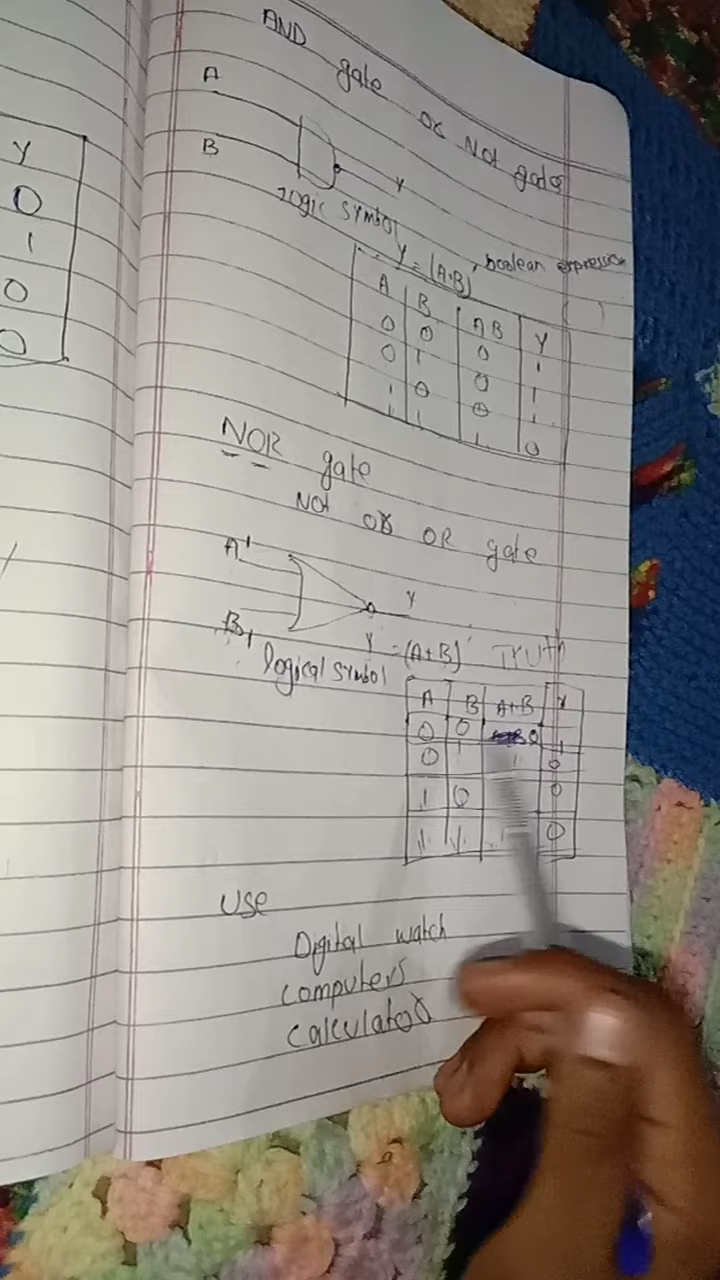 Y
0
1
0
0
AND gate or Not gate
A
B
Y
logic symbol
Y = (A·B)' boolean expression
A B AB Y
0 0 0 1
0 1 0 1
1 0 0 1
1 1 1 0
NOR gate
Not or OR gate
A
B
Y
Y = (A+B)' TRUTH
logical symbol
A B A+B Y
0 0 0 1
0 1 1 0
1 0 0
1 1 0
Use
Digital watch
computers
calculator